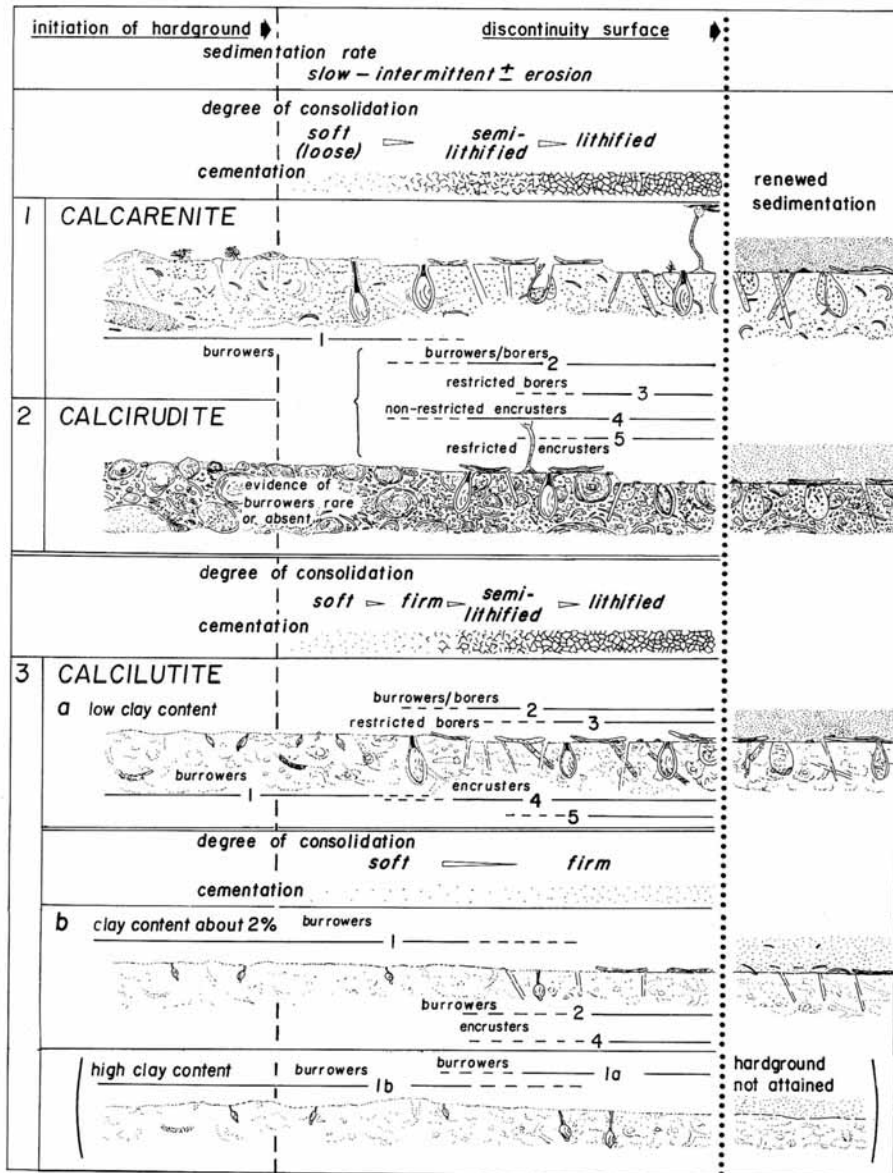 initiation of hardground
discontinuity surface
sedimentation rate
slow – intermittent ± erosion
degree of consolidation
soft
(loose)
semi-
lithified
lithified
cementation
renewed
sedimentation
1 CALCARENITE
1
burrowers
burrowers/borers
2
restricted borers
3
non-restricted encrusters
4
5
restricted encrusters
2 CALCIRUDITE
evidence of
burrowers rare
or absent
degree of consolidation
soft firm semi-
lithified
lithified
cementation
3 CALCILUTITE
a low clay content
burrowers/borers
2
restricted borers 3
burrowers
1
encrusters
4
5
degree of consolidation
soft firm
cementation
b clay content about 2% burrowers
1
burrowers
2
encrusters
4
high clay content burrowers
1b
burrowers
1a
hardground
not attained